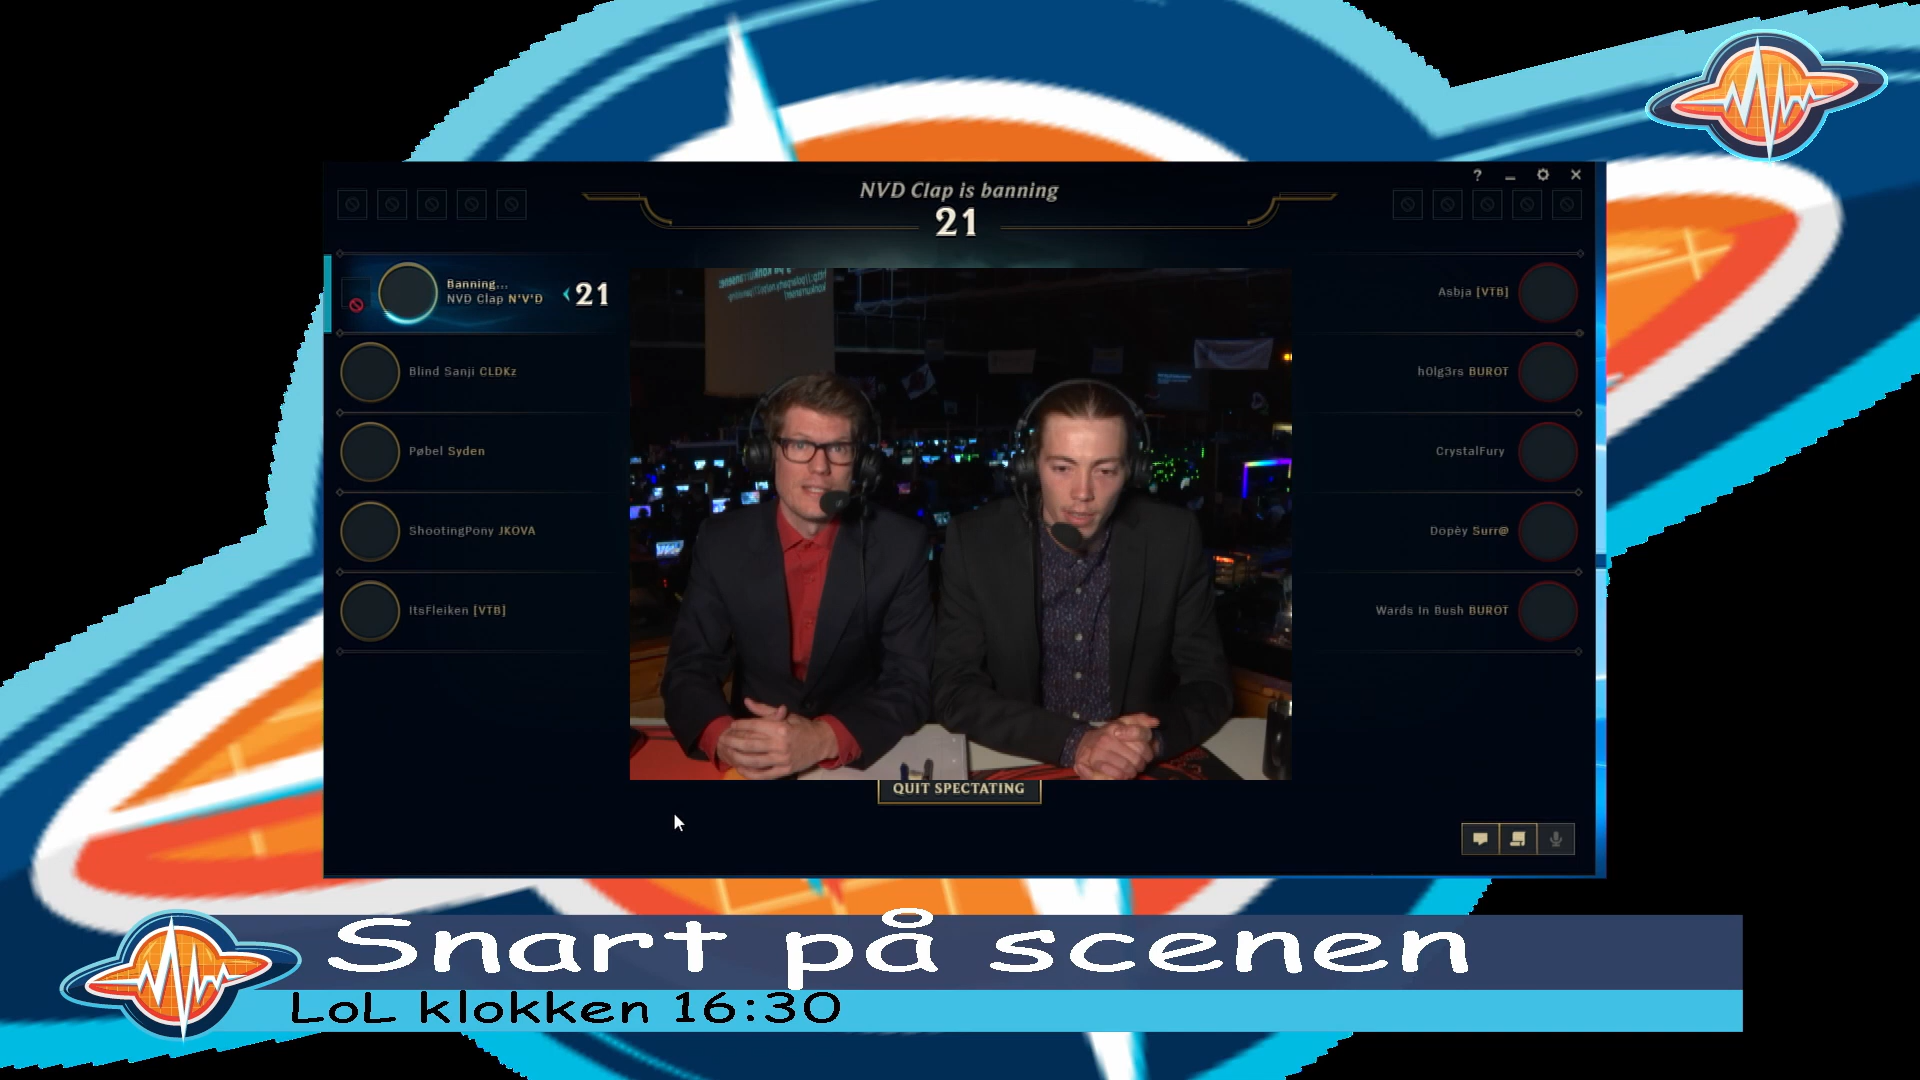 ?
NVD Clap is banning
21
Banning...
NVD Clap N'V'D
21
Blind Sanji CLDKz
Pøbel Syden
ShootingPony JKOVA
ItsFleiken [VTB]
Asbja [VTB]
h0lg3rs BUROT
CrystalFury
Dopèy Surr@
Wards In Bush BUROT
QUIT SPECTATING
Snart på scenen
LoL klokken 16:30